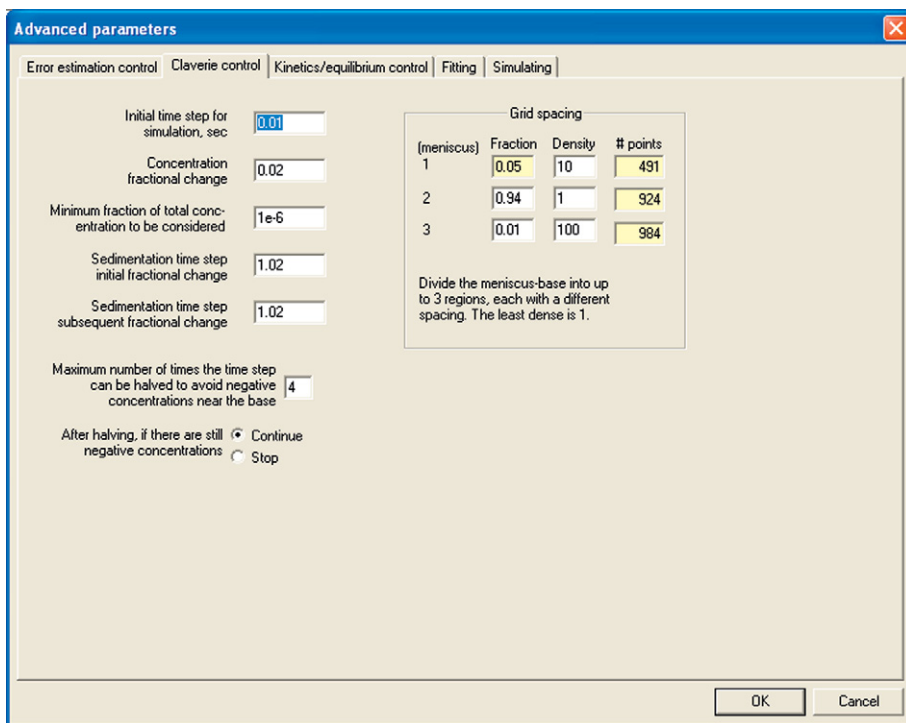 Advanced parameters
Error estimation control Claverie control Kinetics/equilibrium control Fitting Simulating
Initial time step for
simulation, sec
0.01
Concentration
fractional change
0.02
Minimum fraction of total conc-
entration to be considered
1e-6
Sedimentation time step
initial fractional change
1.02
Sedimentation time step
subsequent fractional change
1.02
Maximum number of times the time step
can be halved to avoid negative
concentrations near the base
4
After halving, if there are still
negative concentrations
Continue
Stop
Grid spacing
(meniscus) Fraction Density # points
1 0.05 10 491
2 0.94 1 924
3 0.01 100 984
Divide the meniscus-base into up
to 3 regions, each with a different
spacing. The least dense is 1.
OK Cancel